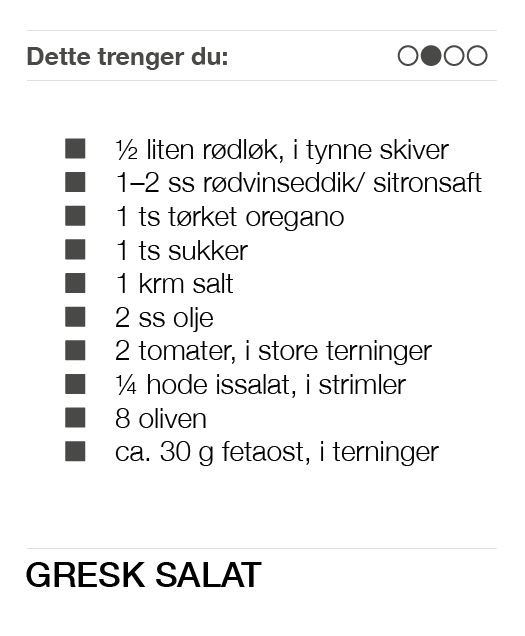 Dette trenger du:
½ liten rødløk, i tynne skiver
1–2 ss rødvinseddik/ sitronsaft
1 ts tørket oregano
1 ts sukker
1 krm salt
2 ss olje
2 tomater, i store terninger
¼ hode issalat, i strimler
8 oliven
ca. 30 g fetaost, i terninger
GRESK SALAT